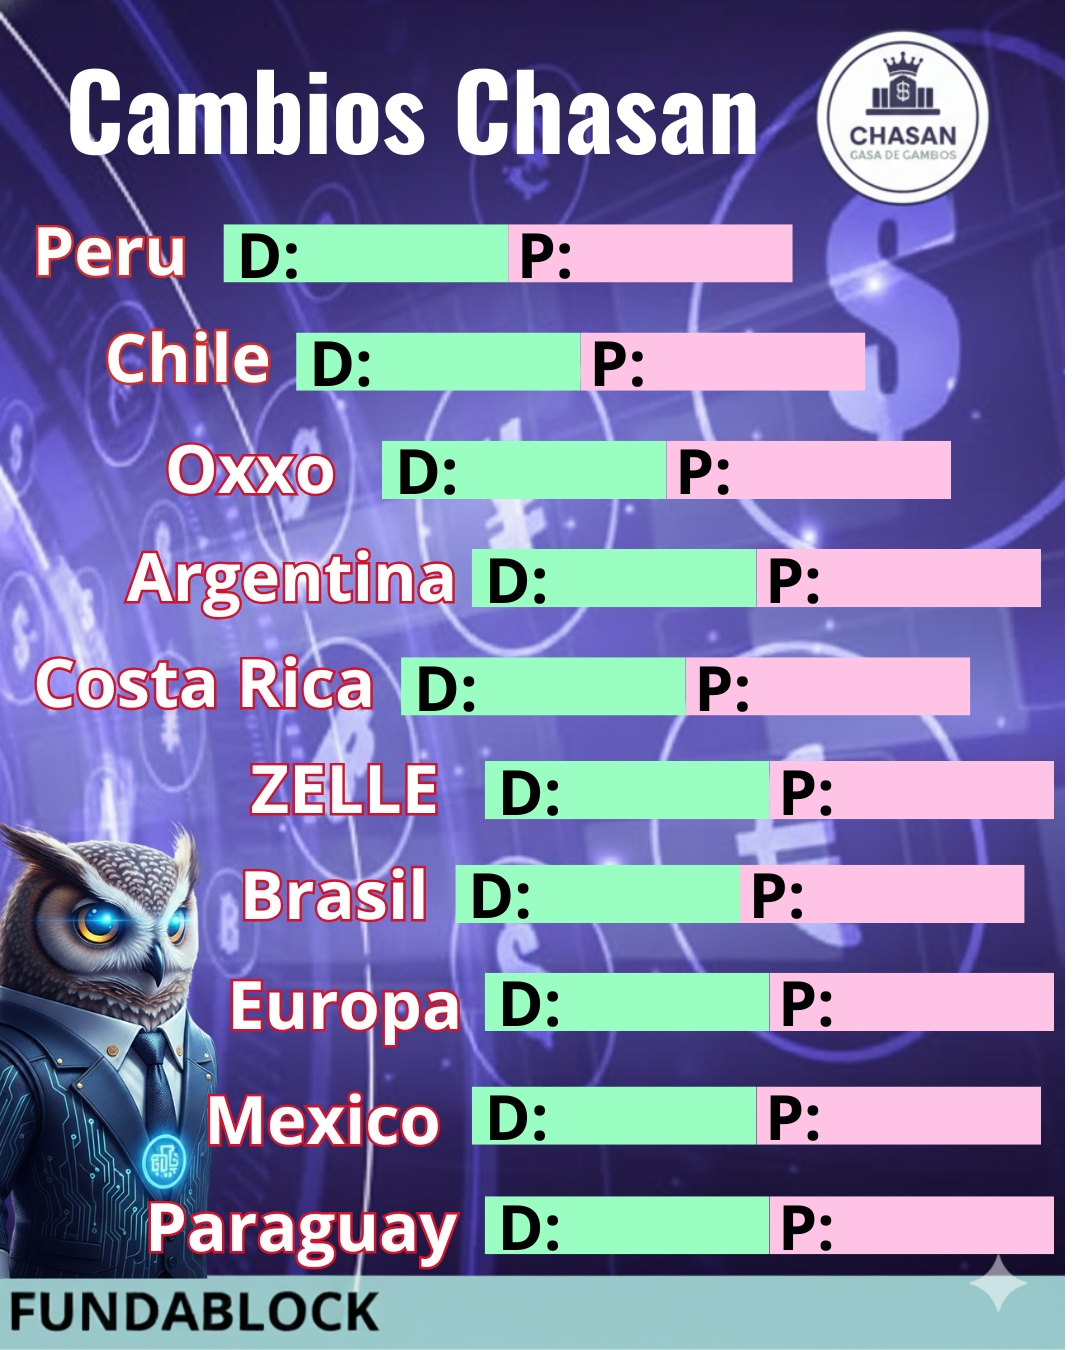 Cambios Chasan
CHASAN
CASA DE CAMBIOS
Peru D: P:
Chile D: P:
Oxxo D: P:
Argentina D: P:
Costa Rica D: P:
ZELLE D: P:
Brasil D: P:
Europa D: P:
Mexico D: P:
Paraguay D: P:
FUNDABLOCK